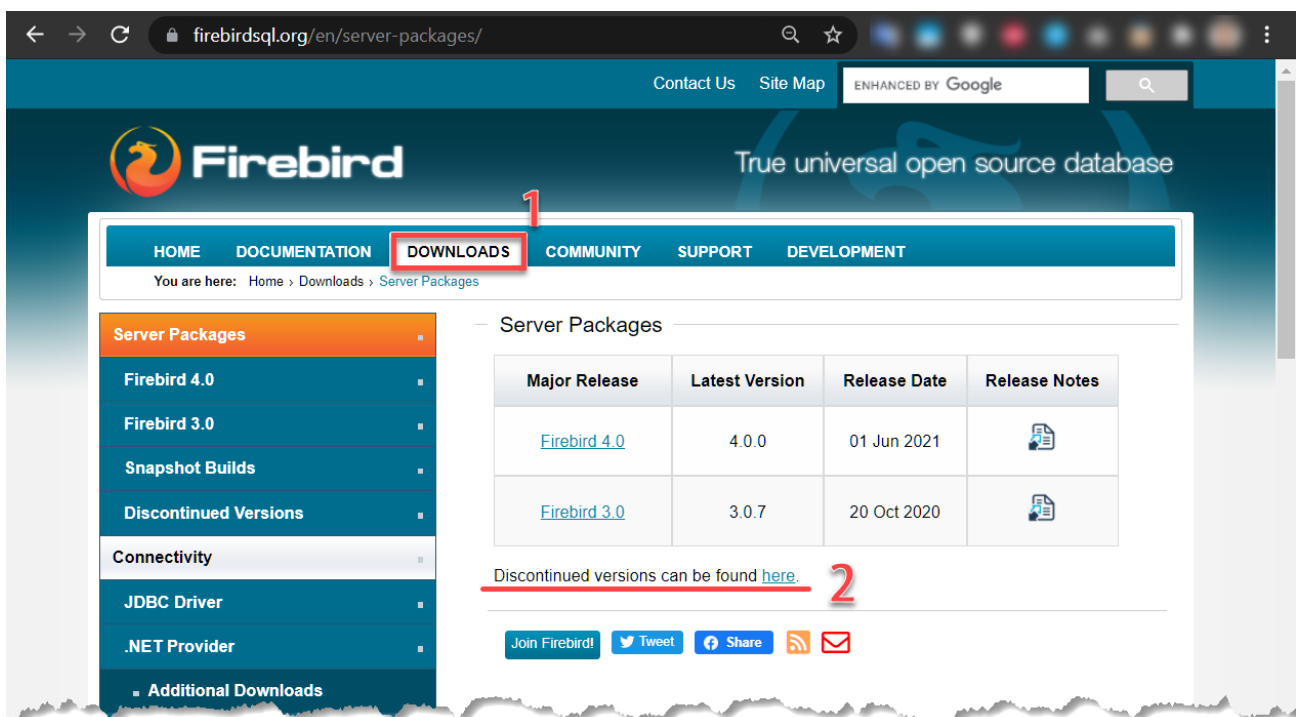 firebirdsql.org/en/server-packages/
Contact Us Site Map ENHANCED BY Google
Firebird
True universal open source database
1
HOME DOCUMENTATION DOWNLOADS COMMUNITY SUPPORT DEVELOPMENT
You are here: Home › Downloads › Server Packages
Server Packages
Firebird 4.0
Firebird 3.0
Snapshot Builds
Discontinued Versions
Connectivity
JDBC Driver
.NET Provider
Additional Downloads
Server Packages
Major Release Latest Version Release Date Release Notes
Firebird 4.0 4.0.0 01 Jun 2021
Firebird 3.0 3.0.7 20 Oct 2020
Discontinued versions can be found here.
2
Join Firebird! Tweet Share